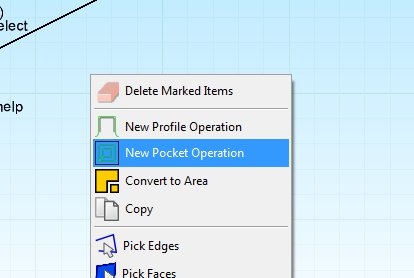 elect
help
Delete Marked Items
New Profile Operation
New Pocket Operation
Convert to Area
Copy
Pick Edges
Pick Faces